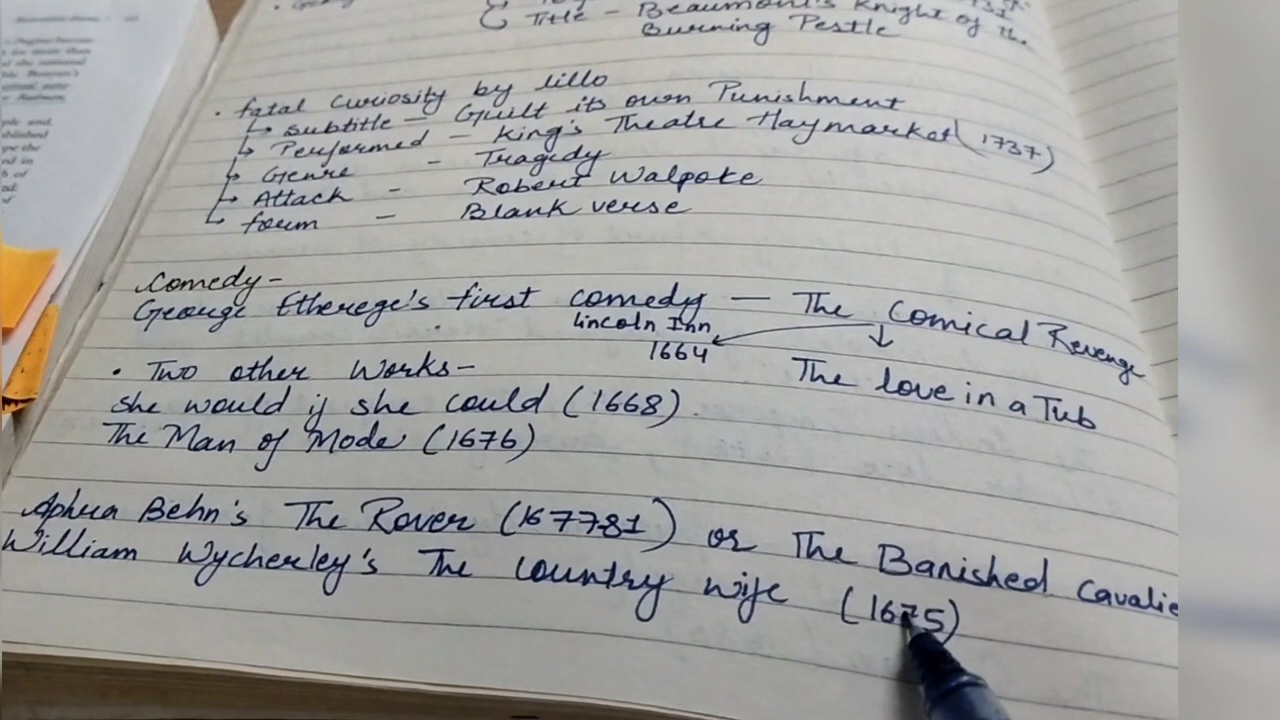 Title - Beaumont's Knight of the
Burning Pestle
. fatal Curiosity by lillo
Subtitle - Guilt its own Punishment
Performed - King's Theatre Haymarket (1737)
Genre - Tragedy
Attack - Robert Walpoke
form - Blank verse
Comedy -
George Etherege's first comedy - The Comical Revenge
Lincoln Inn
1664
The love in a Tub
. Two other Works -
She would if she could (1668).
The Man of Mode (1676)
Aphra Behn's The Rover (167781) or The Banished Cavalie
William Wycherley's The Country wife (1675)